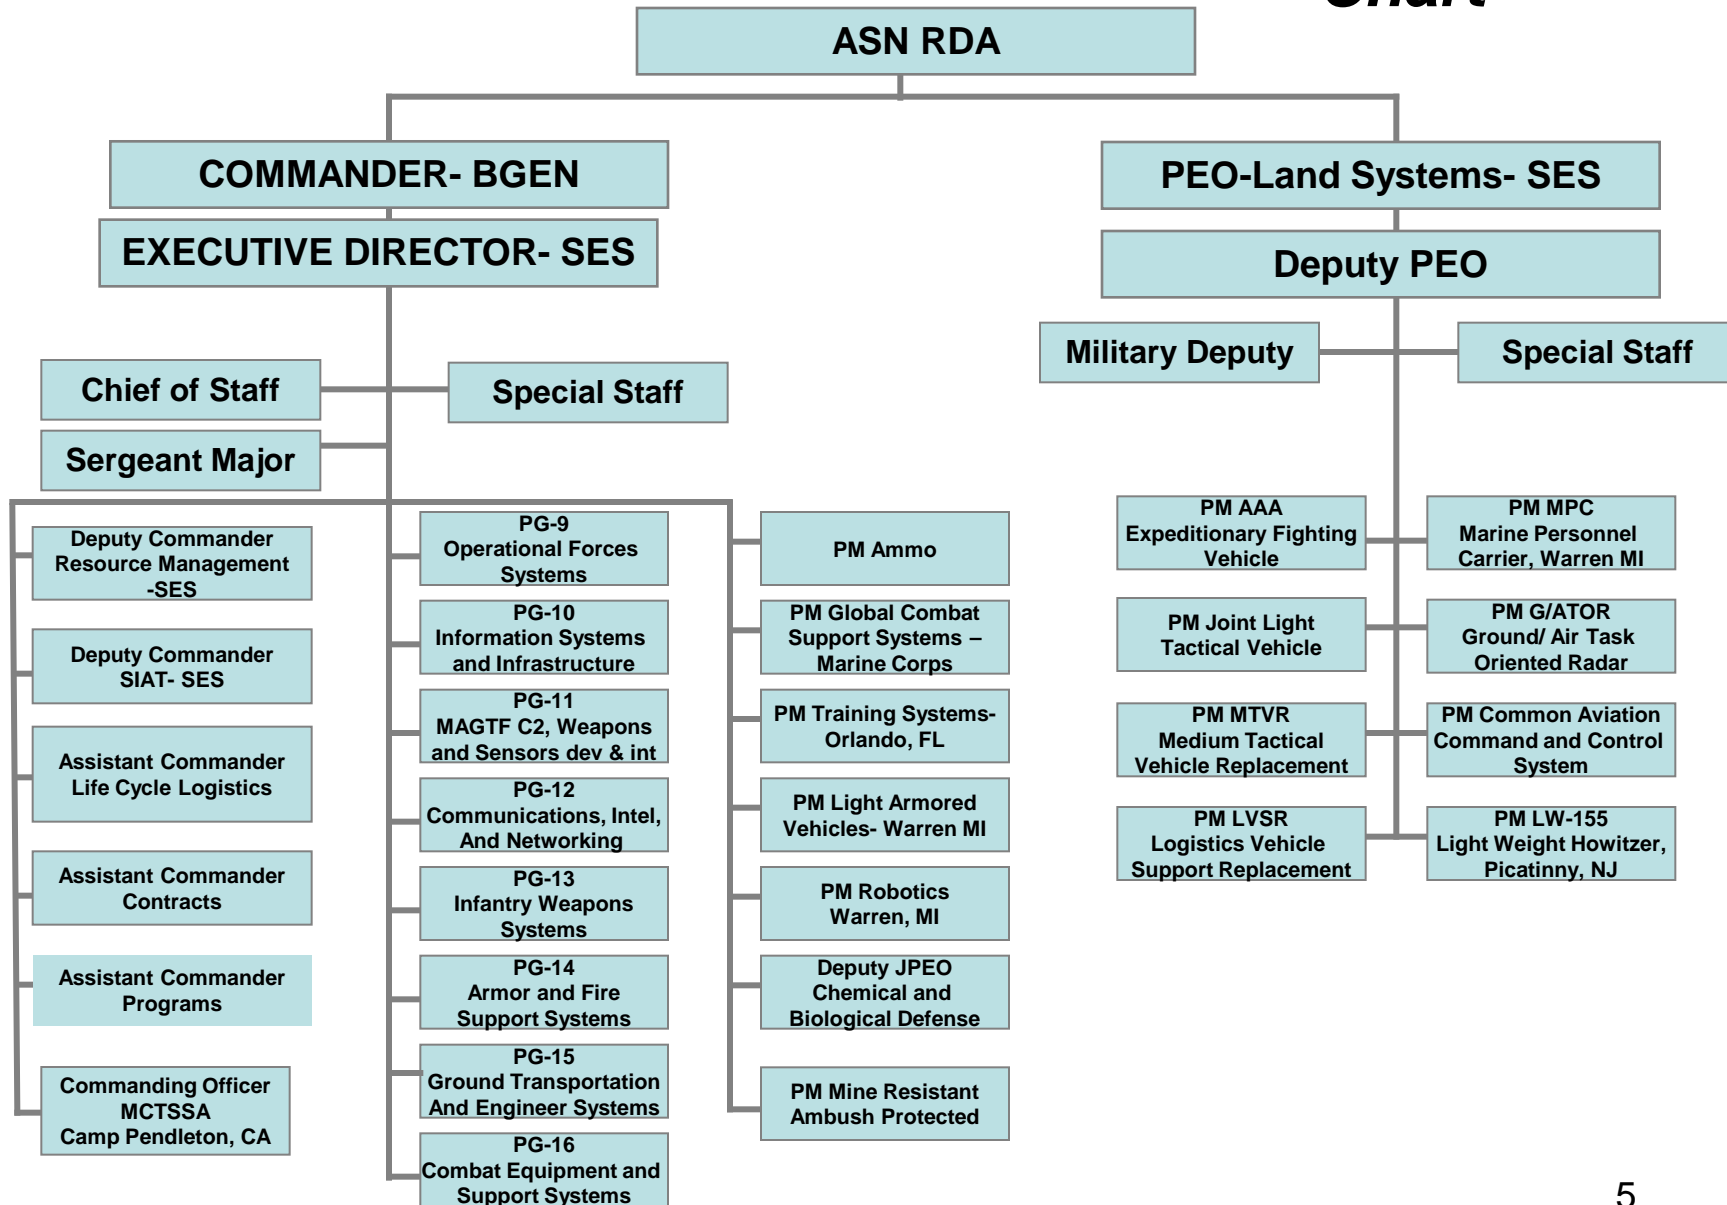 Chart
ASN RDA
COMMANDER- BGEN
PEO-Land Systems- SES
EXECUTIVE DIRECTOR- SES
Deputy PEO
Military Deputy
Special Staff
Chief of Staff
Special Staff
Sergeant Major
Deputy Commander
Resource Management
-SES
Deputy Commander
SIAT- SES
Assistant Commander
Life Cycle Logistics
Assistant Commander
Contracts
Assistant Commander
Programs
Commanding Officer
MCTSSA
Camp Pendleton, CA
PG-9
Operational Forces
Systems
PG-10
Information Systems
and Infrastructure
PG-11
MAGTF C2, Weapons
and Sensors dev & int
PG-12
Communications, Intel,
And Networking
PG-13
Infantry Weapons
Systems
PG-14
Armor and Fire
Support Systems
PG-15
Ground Transportation
And Engineer Systems
PG-16
Combat Equipment and
Support Systems
PM Ammo
PM Global Combat
Support Systems –
Marine Corps
PM Training Systems-
Orlando, FL
PM Light Armored
Vehicles- Warren MI
PM Robotics
Warren, MI
Deputy JPEO
Chemical and
Biological Defense
PM Mine Resistant
Ambush Protected
PM AAA
Expeditionary Fighting
Vehicle
PM Joint Light
Tactical Vehicle
PM MTVR
Medium Tactical
Vehicle Replacement
PM LVSR
Logistics Vehicle
Support Replacement
PM MPC
Marine Personnel
Carrier, Warren MI
PM G/ATOR
Ground/ Air Task
Oriented Radar
PM Common Aviation
Command and Control
System
PM LW-155
Light Weight Howitzer,
Picatinny, NJ
5